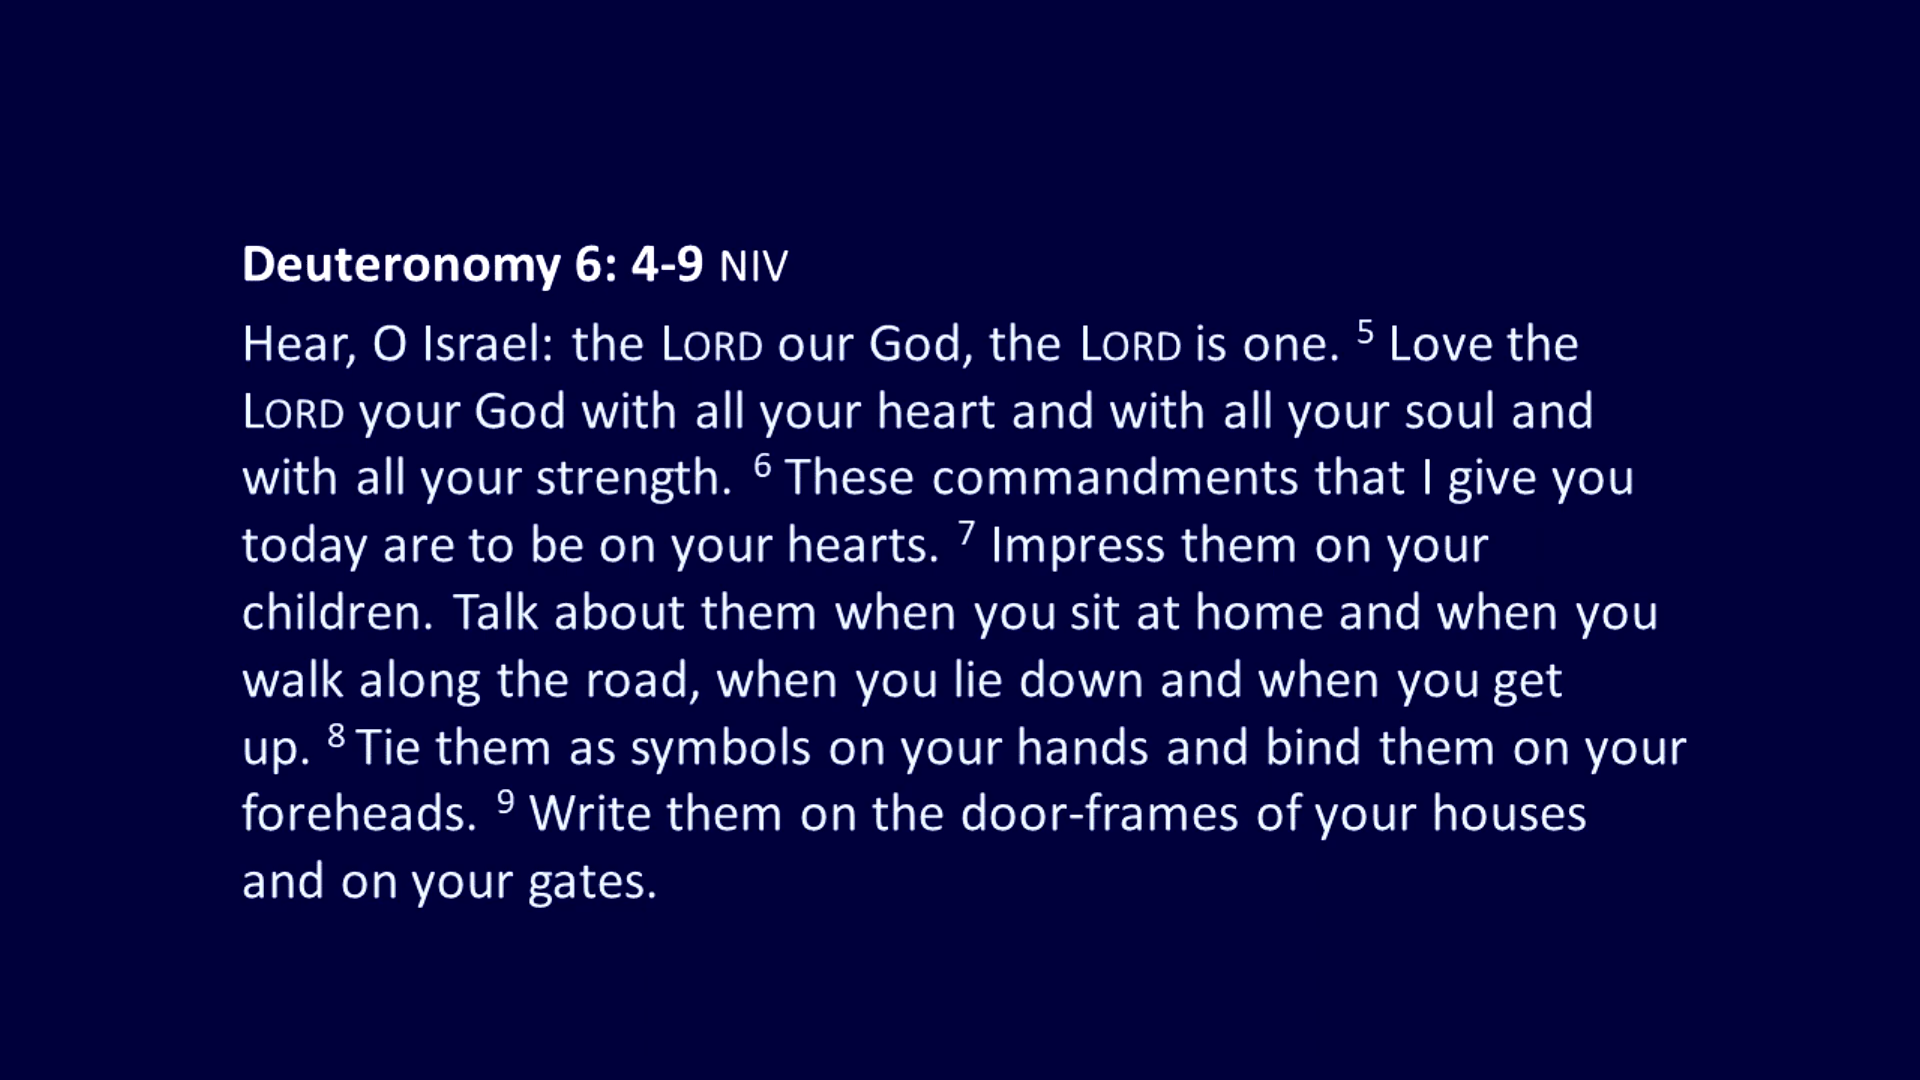 Deuteronomy 6: 4-9 NIV
Hear, O Israel: the LORD our God, the LORD is one. 5 Love the
LORD your God with all your heart and with all your soul and
with all your strength. 6 These commandments that I give you
today are to be on your hearts. 7 Impress them on your
children. Talk about them when you sit at home and when you
walk along the road, when you lie down and when you get
up. 8 Tie them as symbols on your hands and bind them on your
foreheads. 9 Write them on the door-frames of your houses
and on your gates.